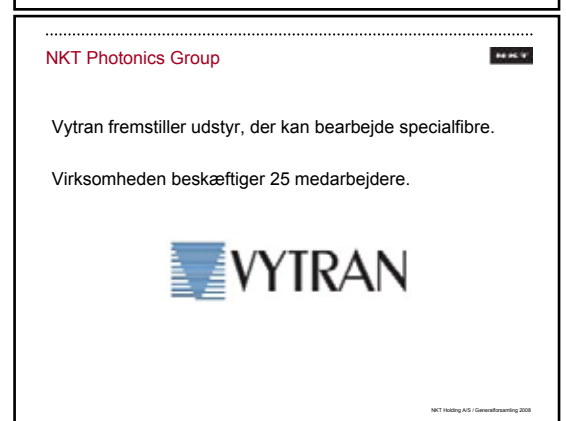 NKT Photonics Group
NKT
Vytran fremstiller udstyr, der kan bearbejde specialfibre.
Virksomheden beskæftiger 25 medarbejdere.
VYTRAN
NKT Holding A/S / Generalforsamling 2008